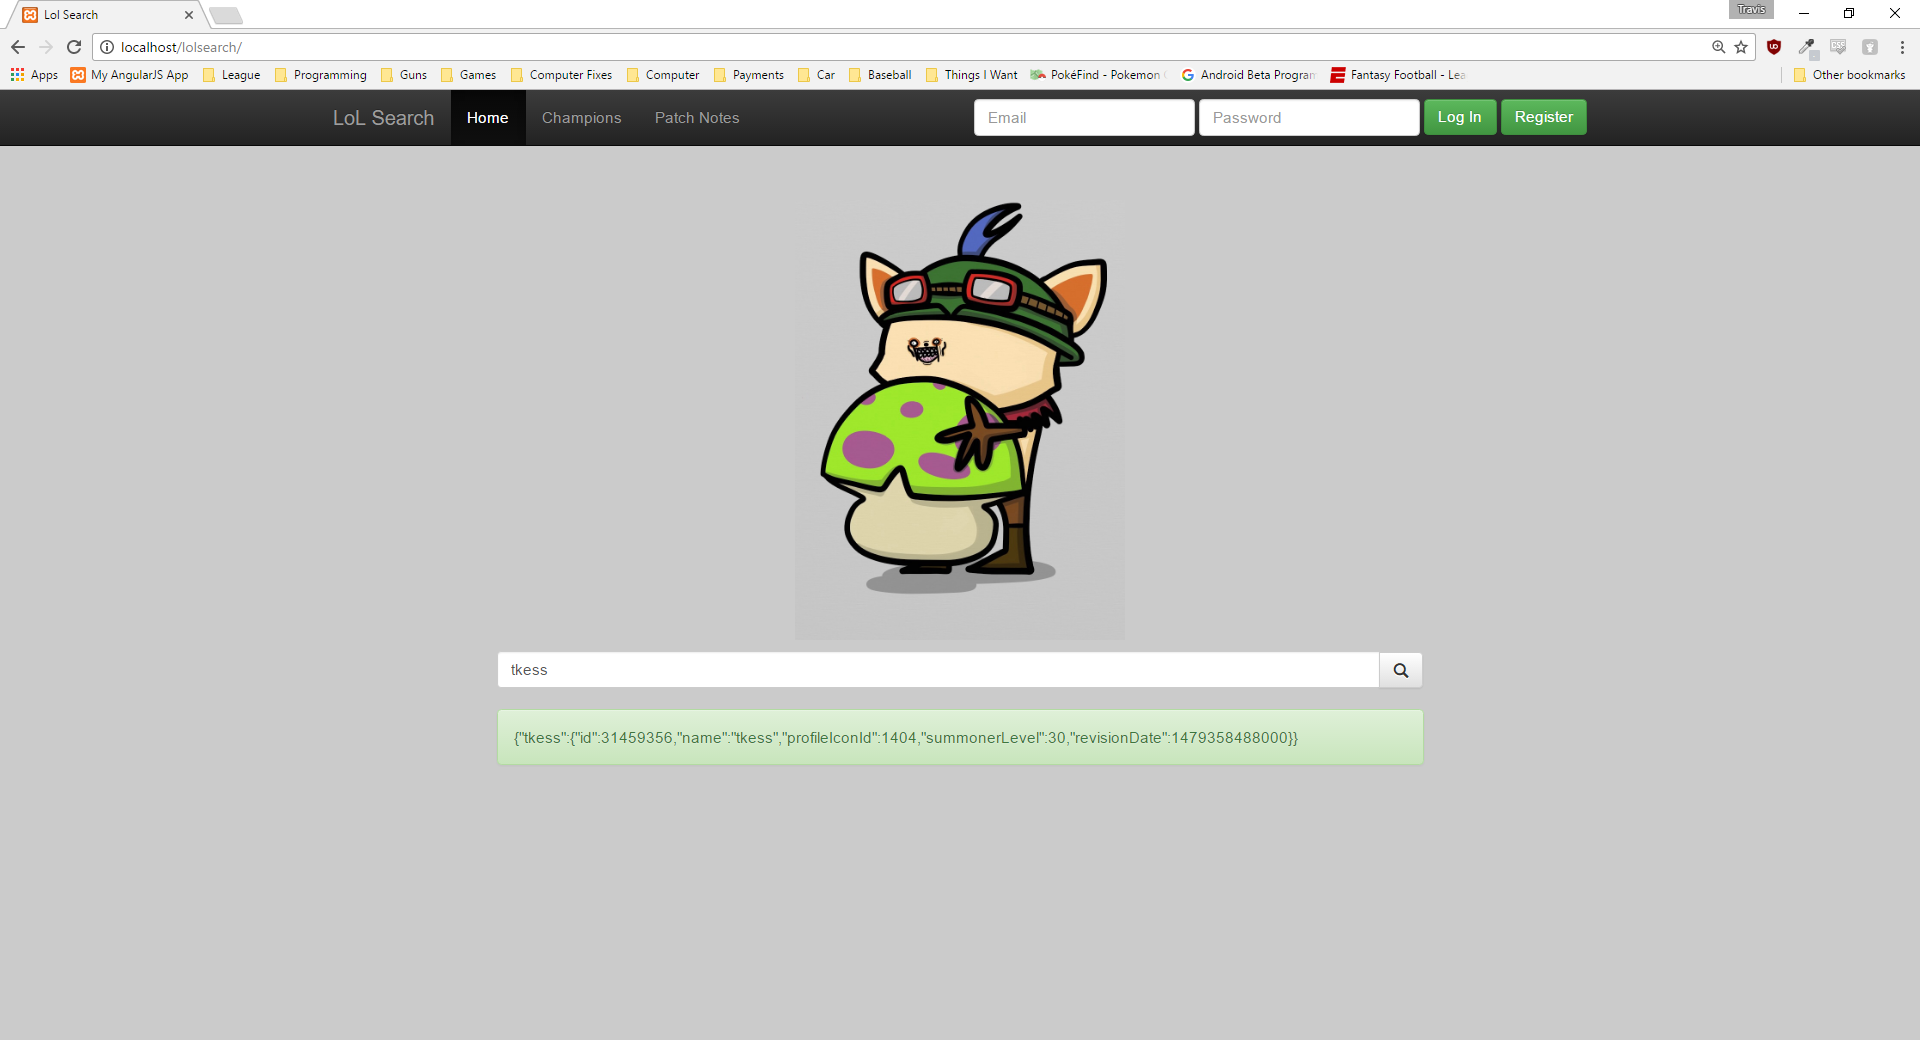 Lol Search
Travis
localhost/lolsearch/
Apps My AngularJS App League Programming Guns Games Computer Fixes Computer Payments Car Baseball Things I Want PokéFind - Pokemon Android Beta Program Fantasy Football - Lea Other bookmarks
LoL Search Home Champions Patch Notes Email Password Log In Register
tkess
{"tkess":{"id":31459356,"name":"tkess","profileIconId":1404,"summonerLevel":30,"revisionDate":1479358488000}}